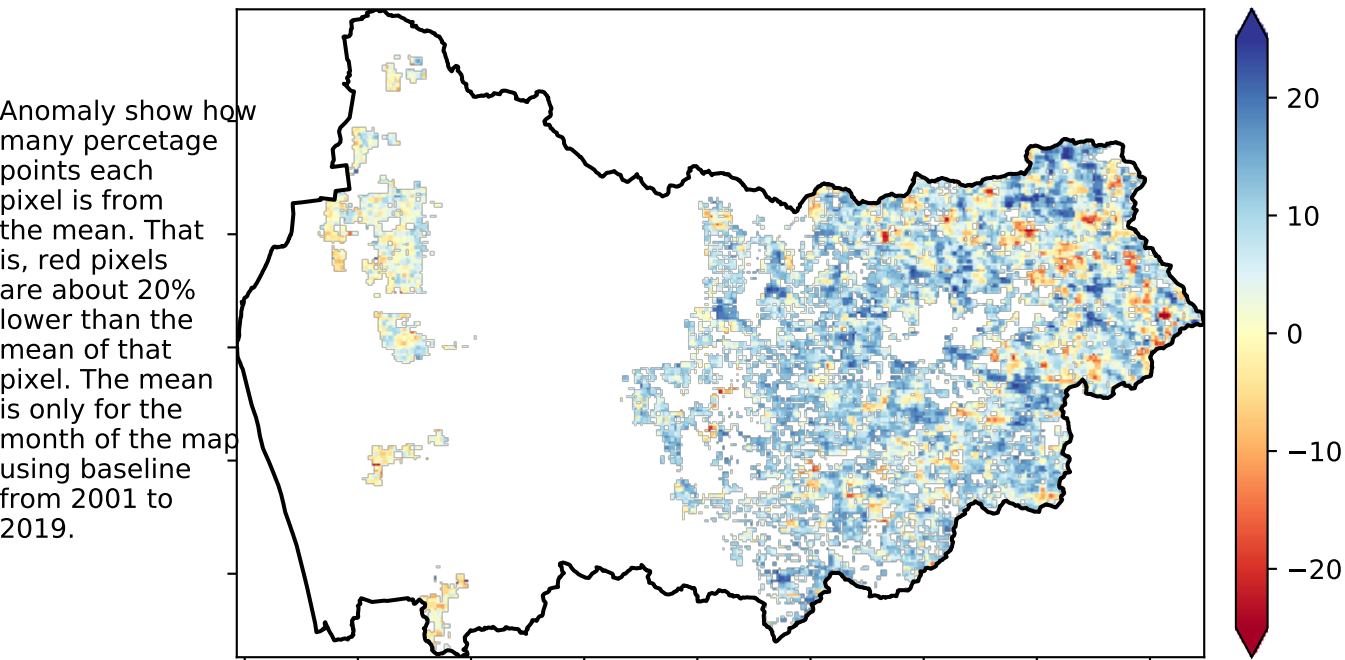 Anomaly show how
many percetage
points each
pixel is from
the mean. That
is, red pixels
are about 20%
lower than the
mean of that
pixel. The mean
is only for the
month of the map
using baseline
from 2001 to
2019.
20
10
0
−10
−20